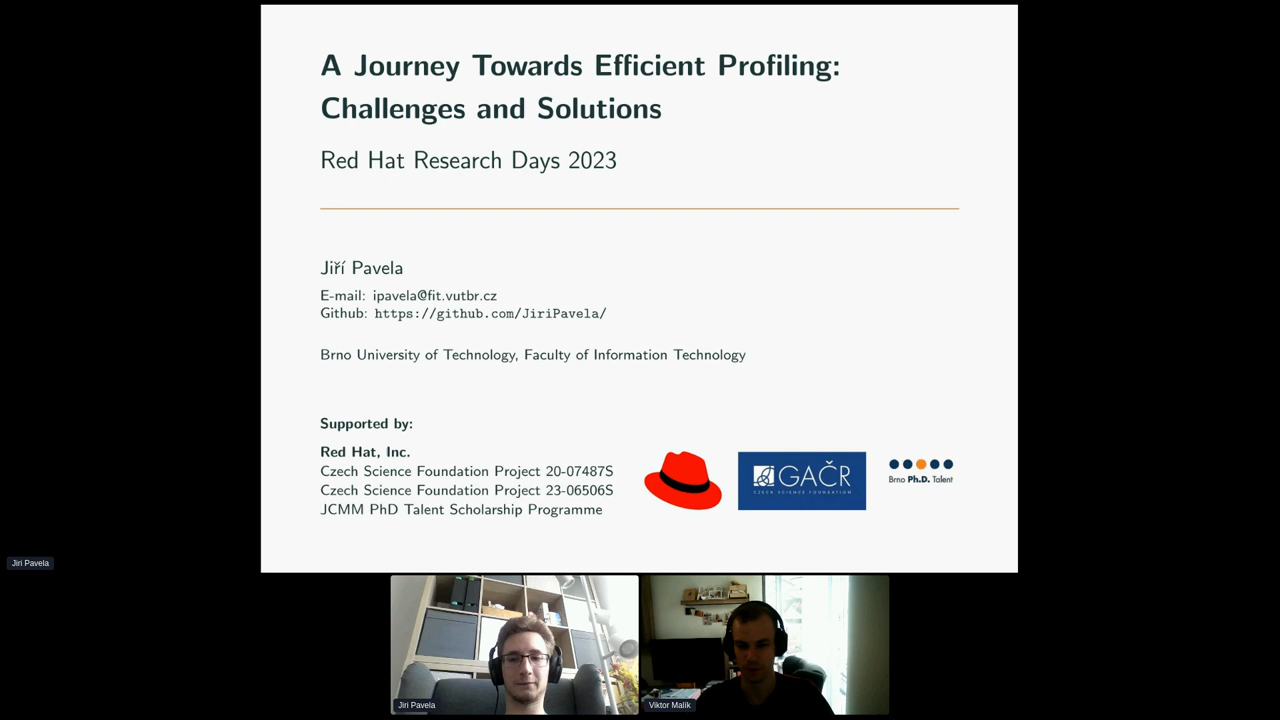 A Journey Towards Efficient Profiling:
Challenges and Solutions
Red Hat Research Days 2023
Jiří Pavela
E-mail: ipavela@fit.vutbr.cz
Github: https://github.com/JiriPavela/
Brno University of Technology, Faculty of Information Technology
Supported by:
Red Hat, Inc.
Czech Science Foundation Project 20-07487S
Czech Science Foundation Project 23-06506S
JCMM PhD Talent Scholarship Programme
GAČR
CZECH SCIENCE FOUNDATION
Brno Ph.D. Talent
Jiri Pavela
Jiri Pavela
Viktor Malik